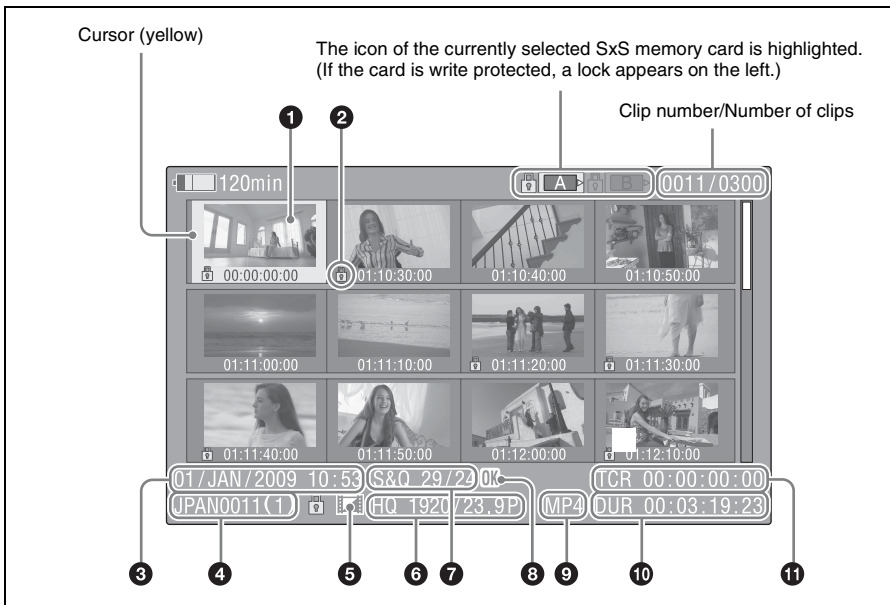 Cursor (yellow)
The icon of the currently selected SxS memory card is highlighted.
(If the card is write protected, a lock appears on the left.)
Clip number/Number of clips
1 2
120min A B 0011/0300
00:00:00:00 01:10:30:00 01:10:40:00 01:10:50:00
01:11:00:00 01:11:10:00 01:11:20:00 01:11:30:00
01:11:40:00 01:11:50:00 01:12:00:00 01:12:10:00
01/JAN/2009 10:53 S&Q 29/24 OK TCR 00:00:00:00
JPAN0011(1) HQ 1920/23.9P MP4 DUR 00:03:19:23
3 4 5 6 7 8 9 10 11